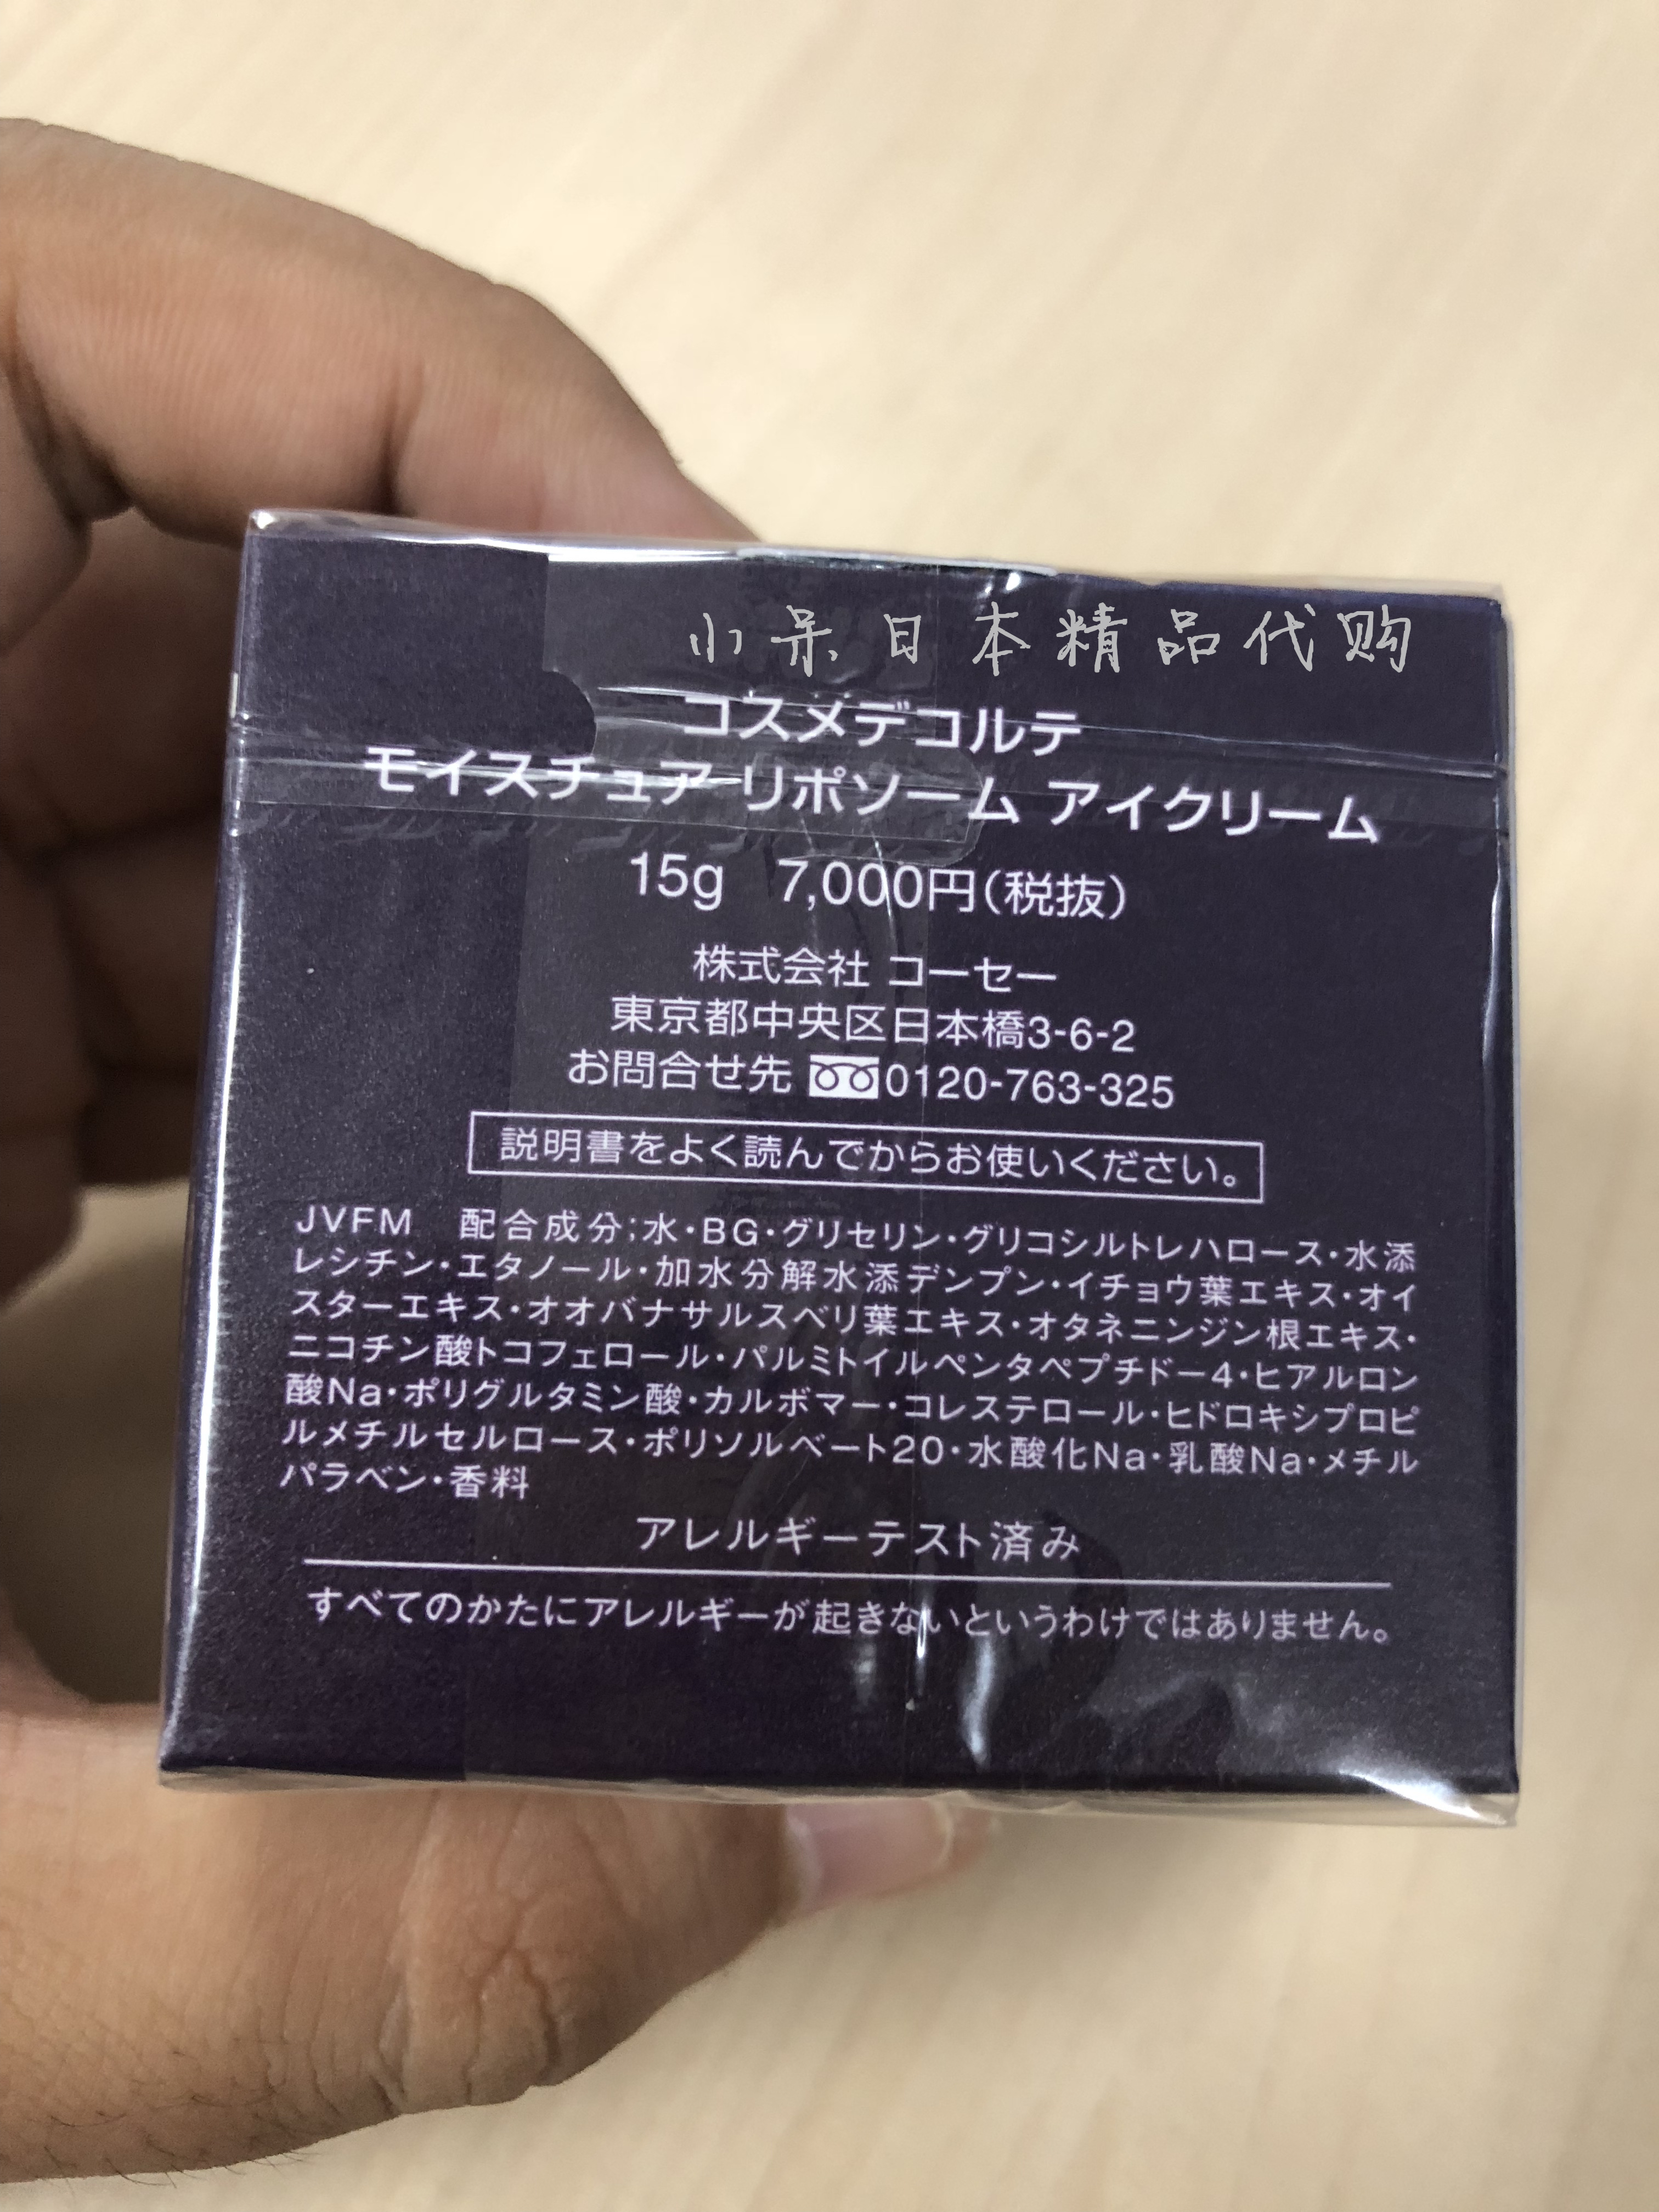 小呆日本精品代购
コスメデコルテ
モイスチュア リポソーム アイクリーム
15g 7,000円(税抜)
株式会社 コーセー
東京都中央区日本橋3-6-2
お問合せ先 0120-763-325
説明書をよく読んでからお使いください。
JVFM 配合成分;水・BG・グリセリン・グリコシルトレハロース・水添
レシチン・エタノール・加水分解水添デンプン・イチョウ葉エキス・オイ
スターエキス・オオバナサルスベリ葉エキス・オタネニンジン根エキス・
ニコチン酸トコフェロール・パルミトイルペンタペプチドー4・ヒアルロン
酸Na・ポリグルタミン酸・カルボマー・コレステロール・ヒドロキシプロピ
ルメチルセルロース・ポリソルベート20・水酸化Na・乳酸Na・メチル
パラベン・香料
アレルギーテスト済み
すべてのかたにアレルギーが起きないというわけではありません。